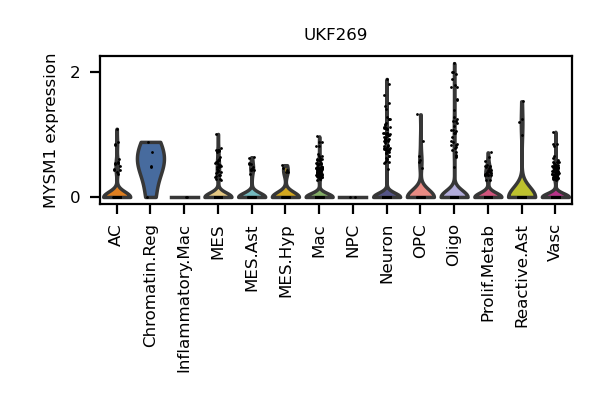 UKF269
MYSM1 expression
2
0
AC
Chromatin.Reg
Inflammatory.Mac
MES
MES.Ast
MES.Hyp
Mac
NPC
Neuron
OPC
Oligo
Prolif.Metab
Reactive.Ast
Vasc